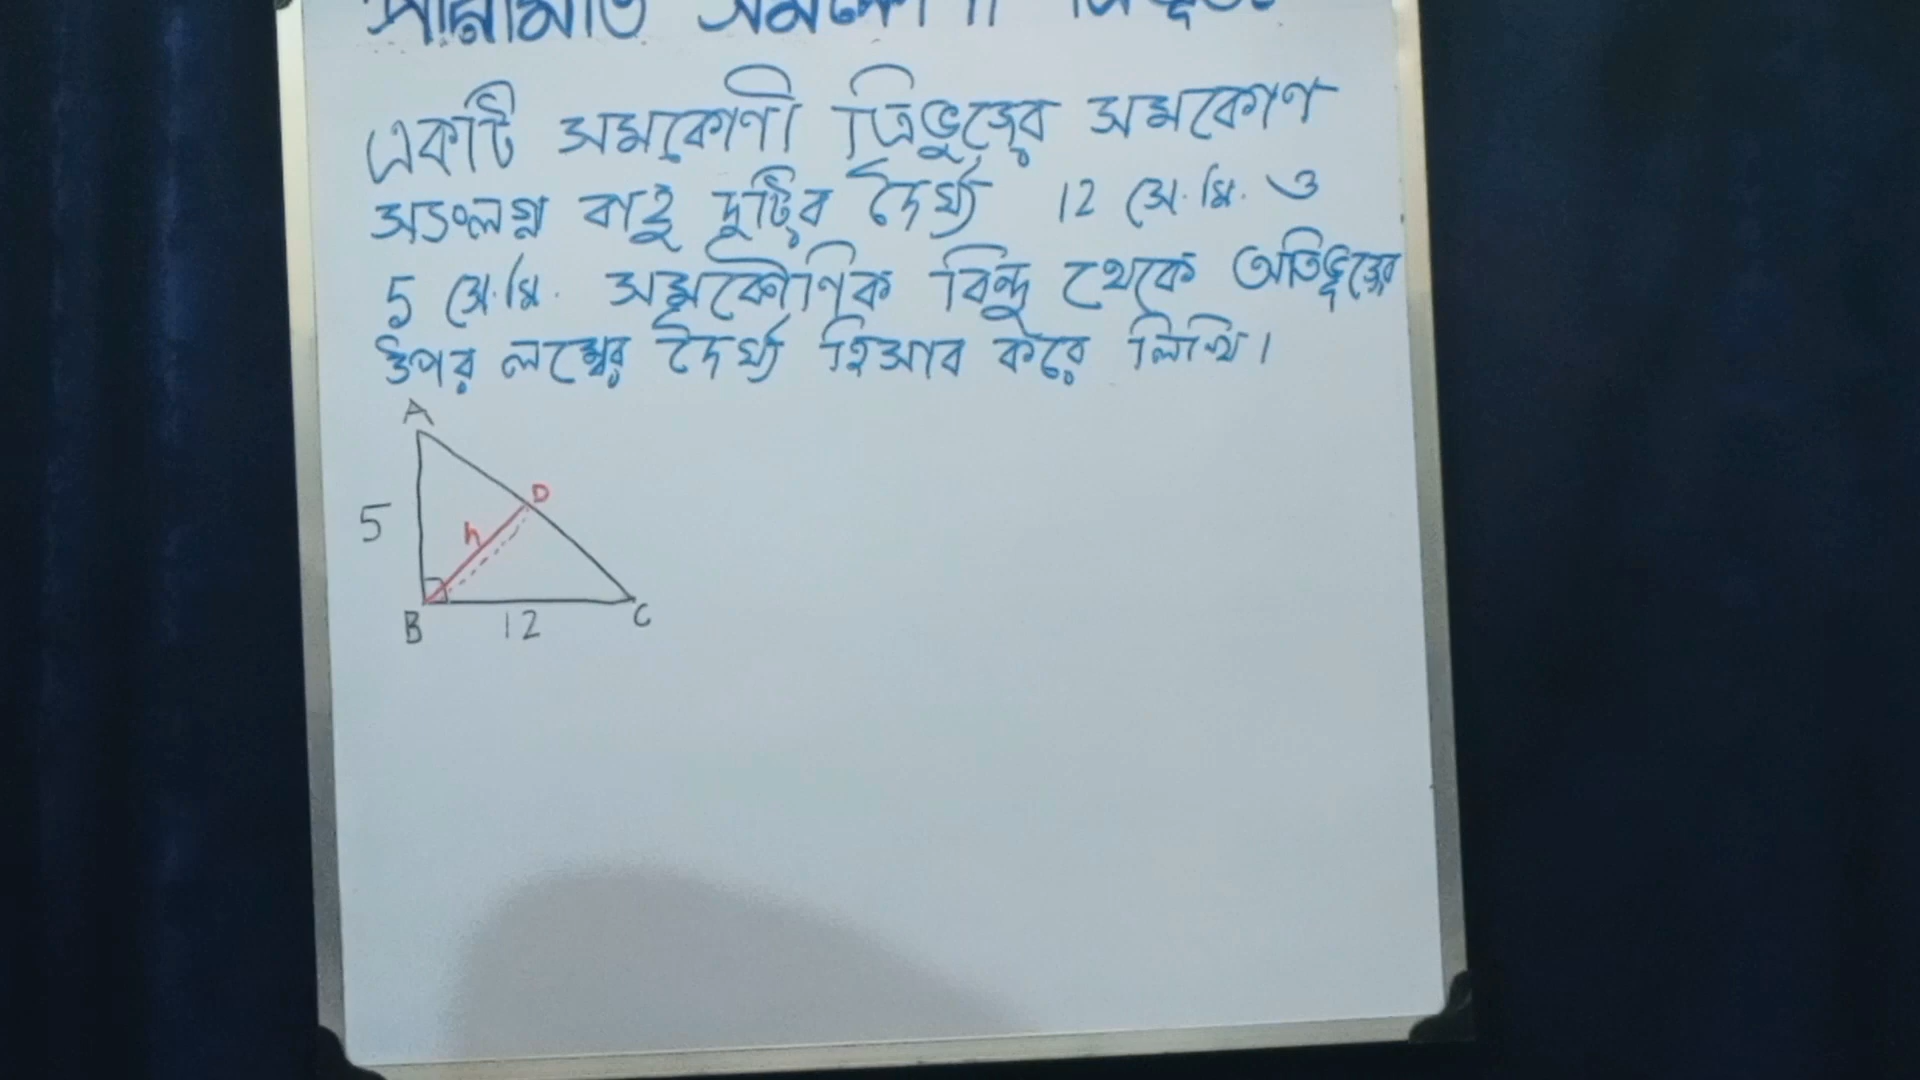 একটি সমকোণী ত্রিভুজের সমকোণ
সংলগ্ন বাহু দুটির দৈর্ঘ্য 12 সে.মি. ও
5 সে.মি. সমকৌণিক বিন্দু থেকে অতিভুজের
উপর লম্বের দৈর্ঘ্য হিসাব করে লিখি।
A
D
5
h
B
12
C